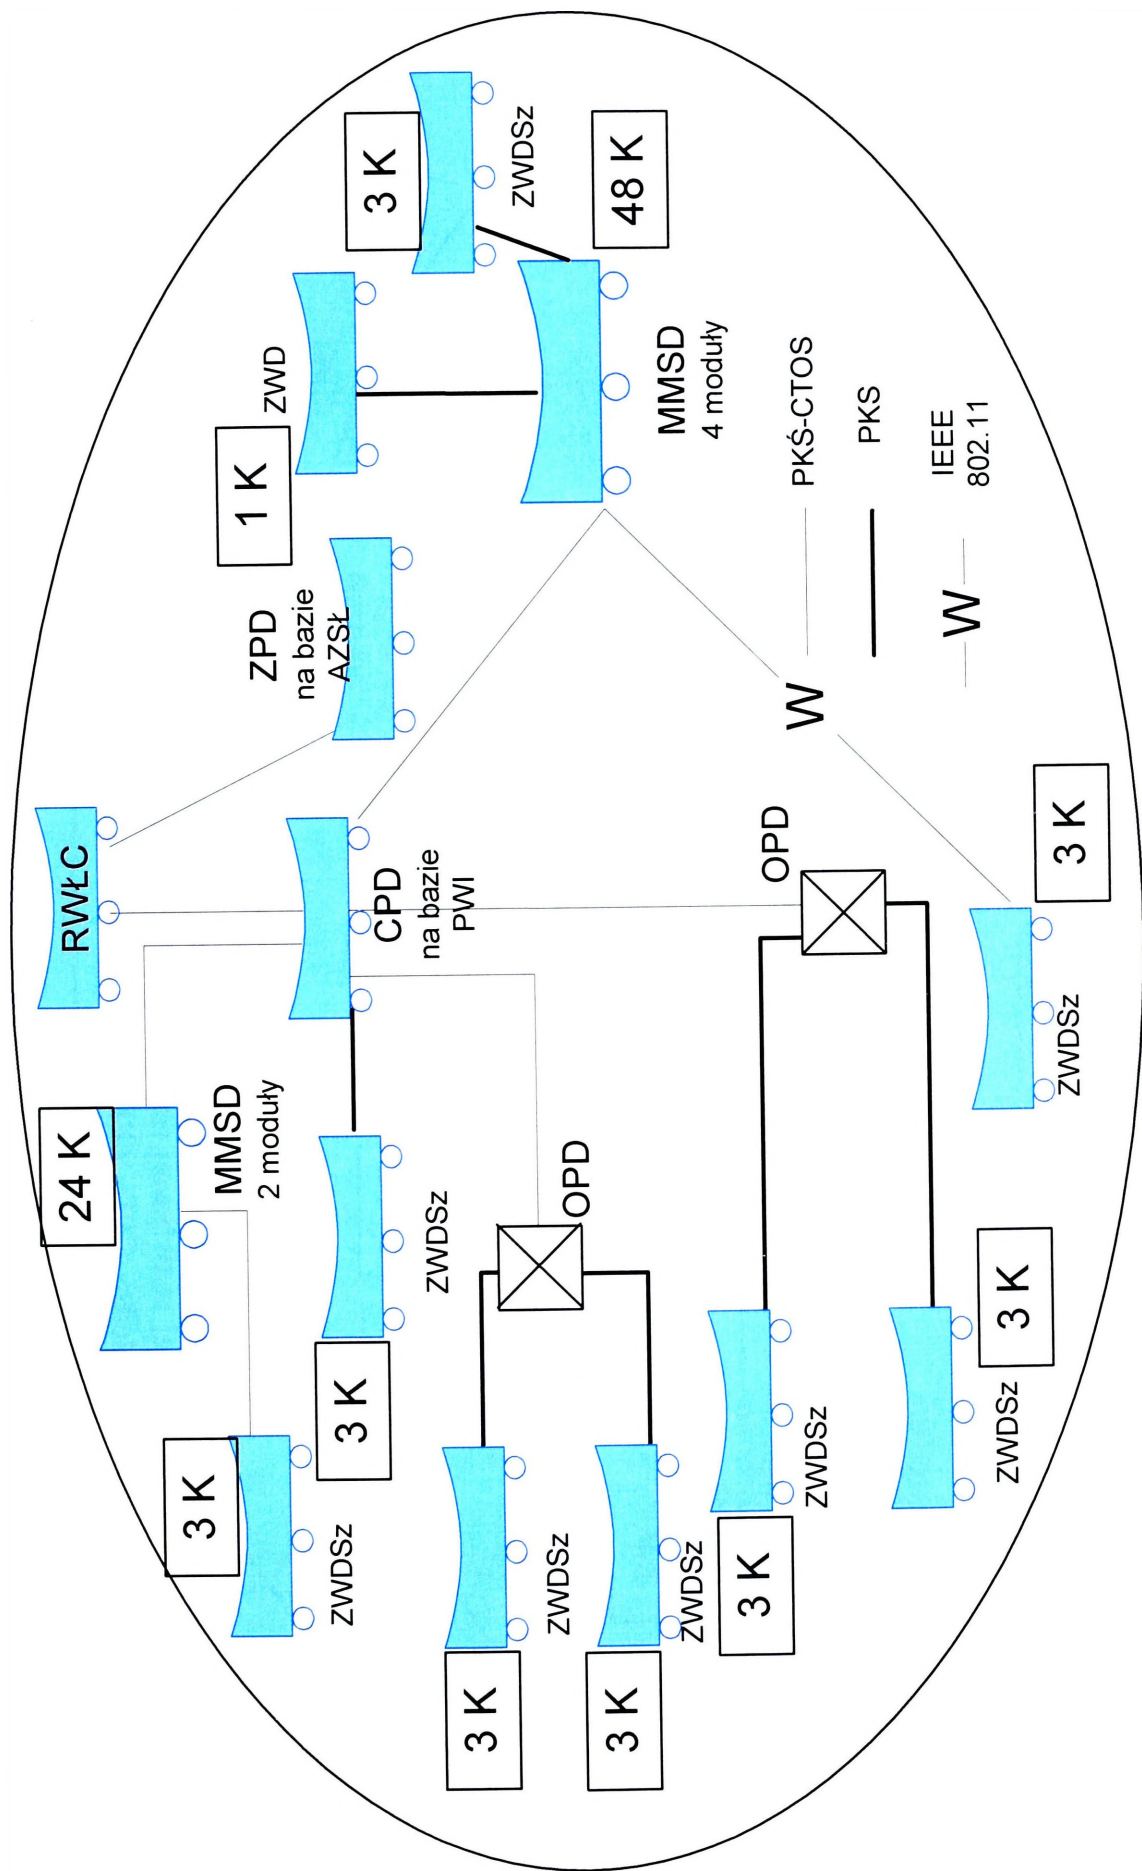 24 K
RWŁC
3 K
MMSD
2 moduły
1 K
ZPD
na bazie
AZSŁ
ZWD
ZWDSz
3 K
3 K
CPD
na bazie
PWI
ZWDSz
3 K
ZWDSz
ZWDSz
OPD
3 K
48 K
MMSD
4 moduły
ZWDSz
3 K
OPD
W
PKŚ-CTOS
ZWDSz
PKS
W
IEEE
802.11
ZWDSz
3 K
ZWDSz
3 K